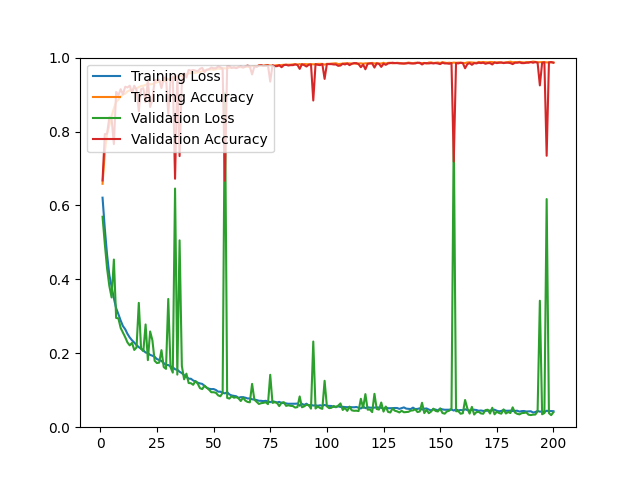 Training Loss
Training Accuracy
Validation Loss
Validation Accuracy
1.0
0.8
0.6
0.4
0.2
0.0
0 25 50 75 100 125 150 175 200